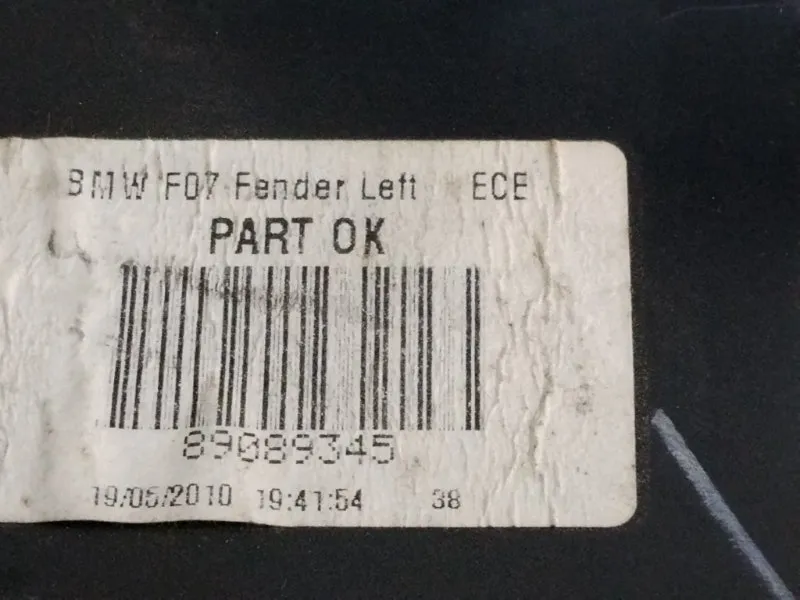 BMW F07 Fender Left ECE
PART OK
89089345
19/05/2010 19:41:54 38